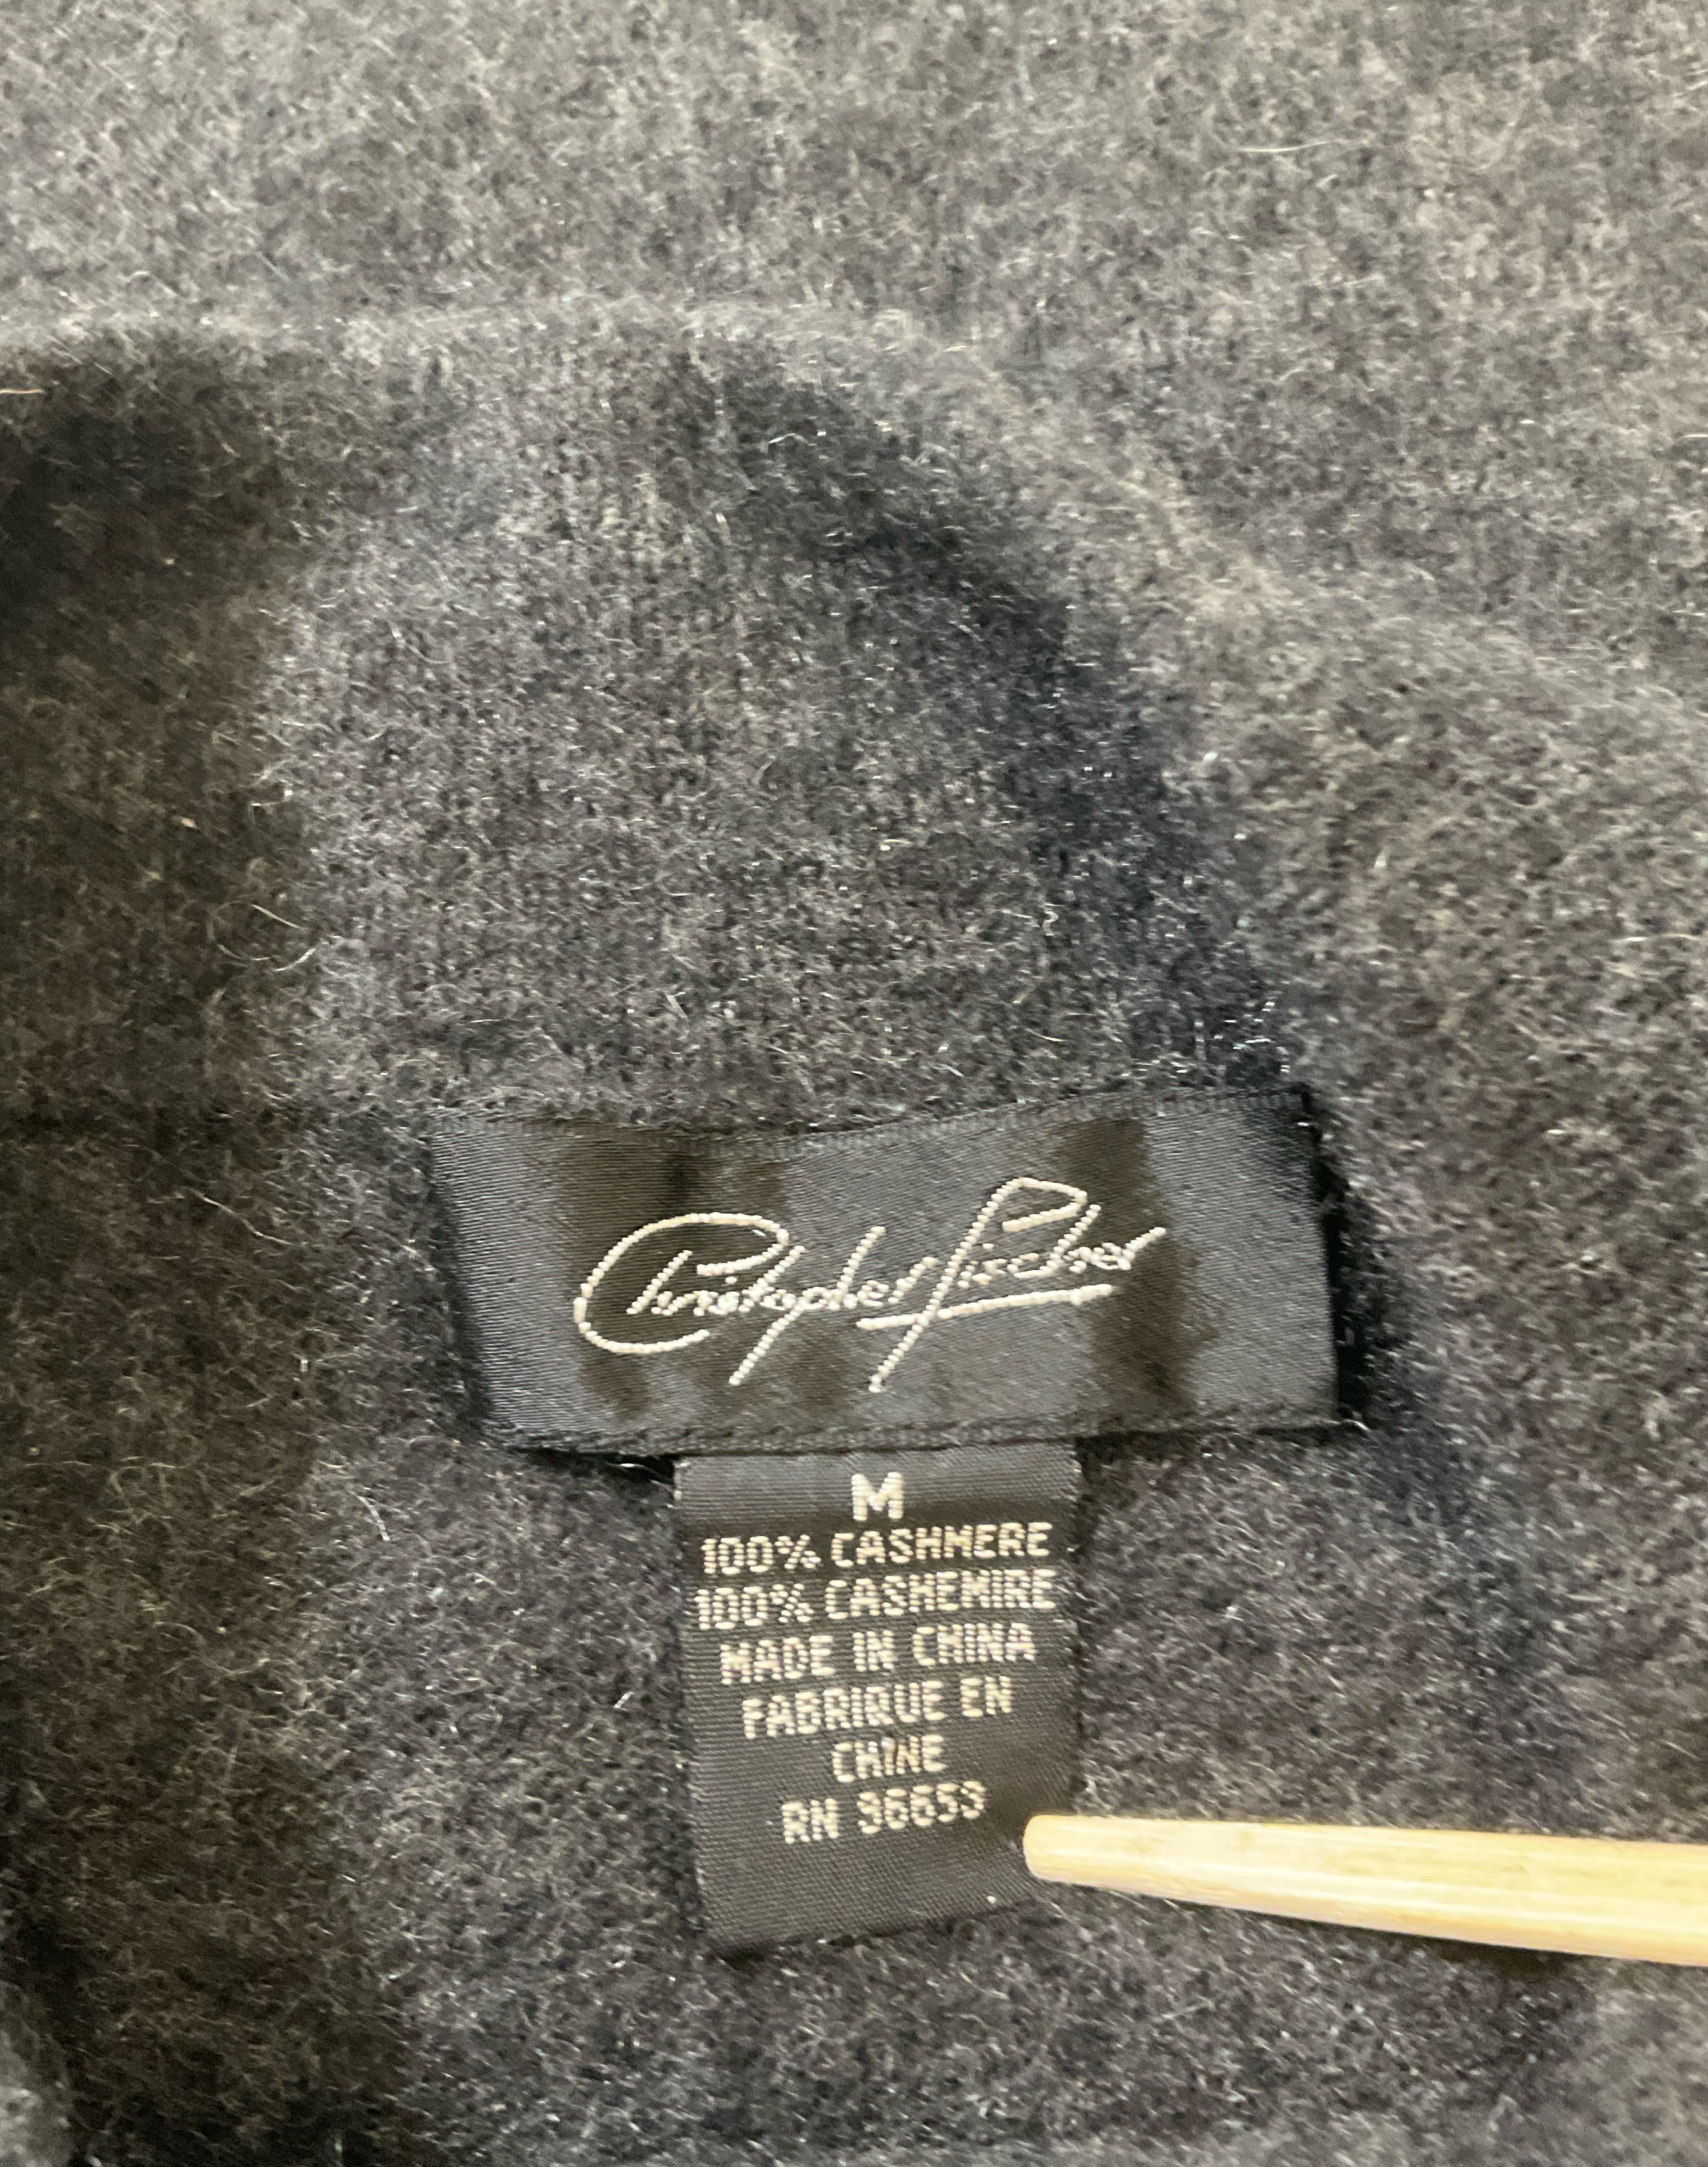 Christopher Fischer
M
100% CASHMERE
100% CASHEMIRE
MADE IN CHINA
FABRIQUE EN
CHINE
RN 36653